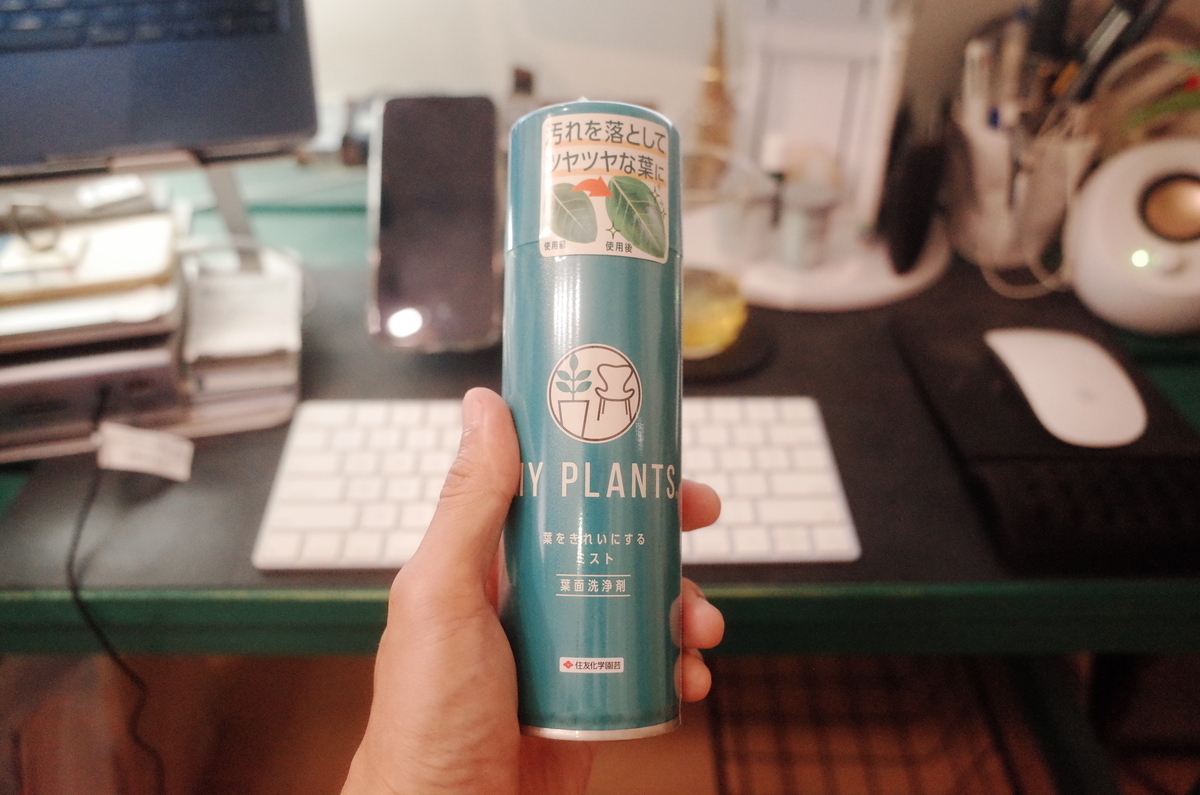 汚れを落として
ツヤツヤな葉に
使用前
使用後
MY PLANTS
葉をきれいにする
ミスト
葉面洗浄剤
住友化学園芸